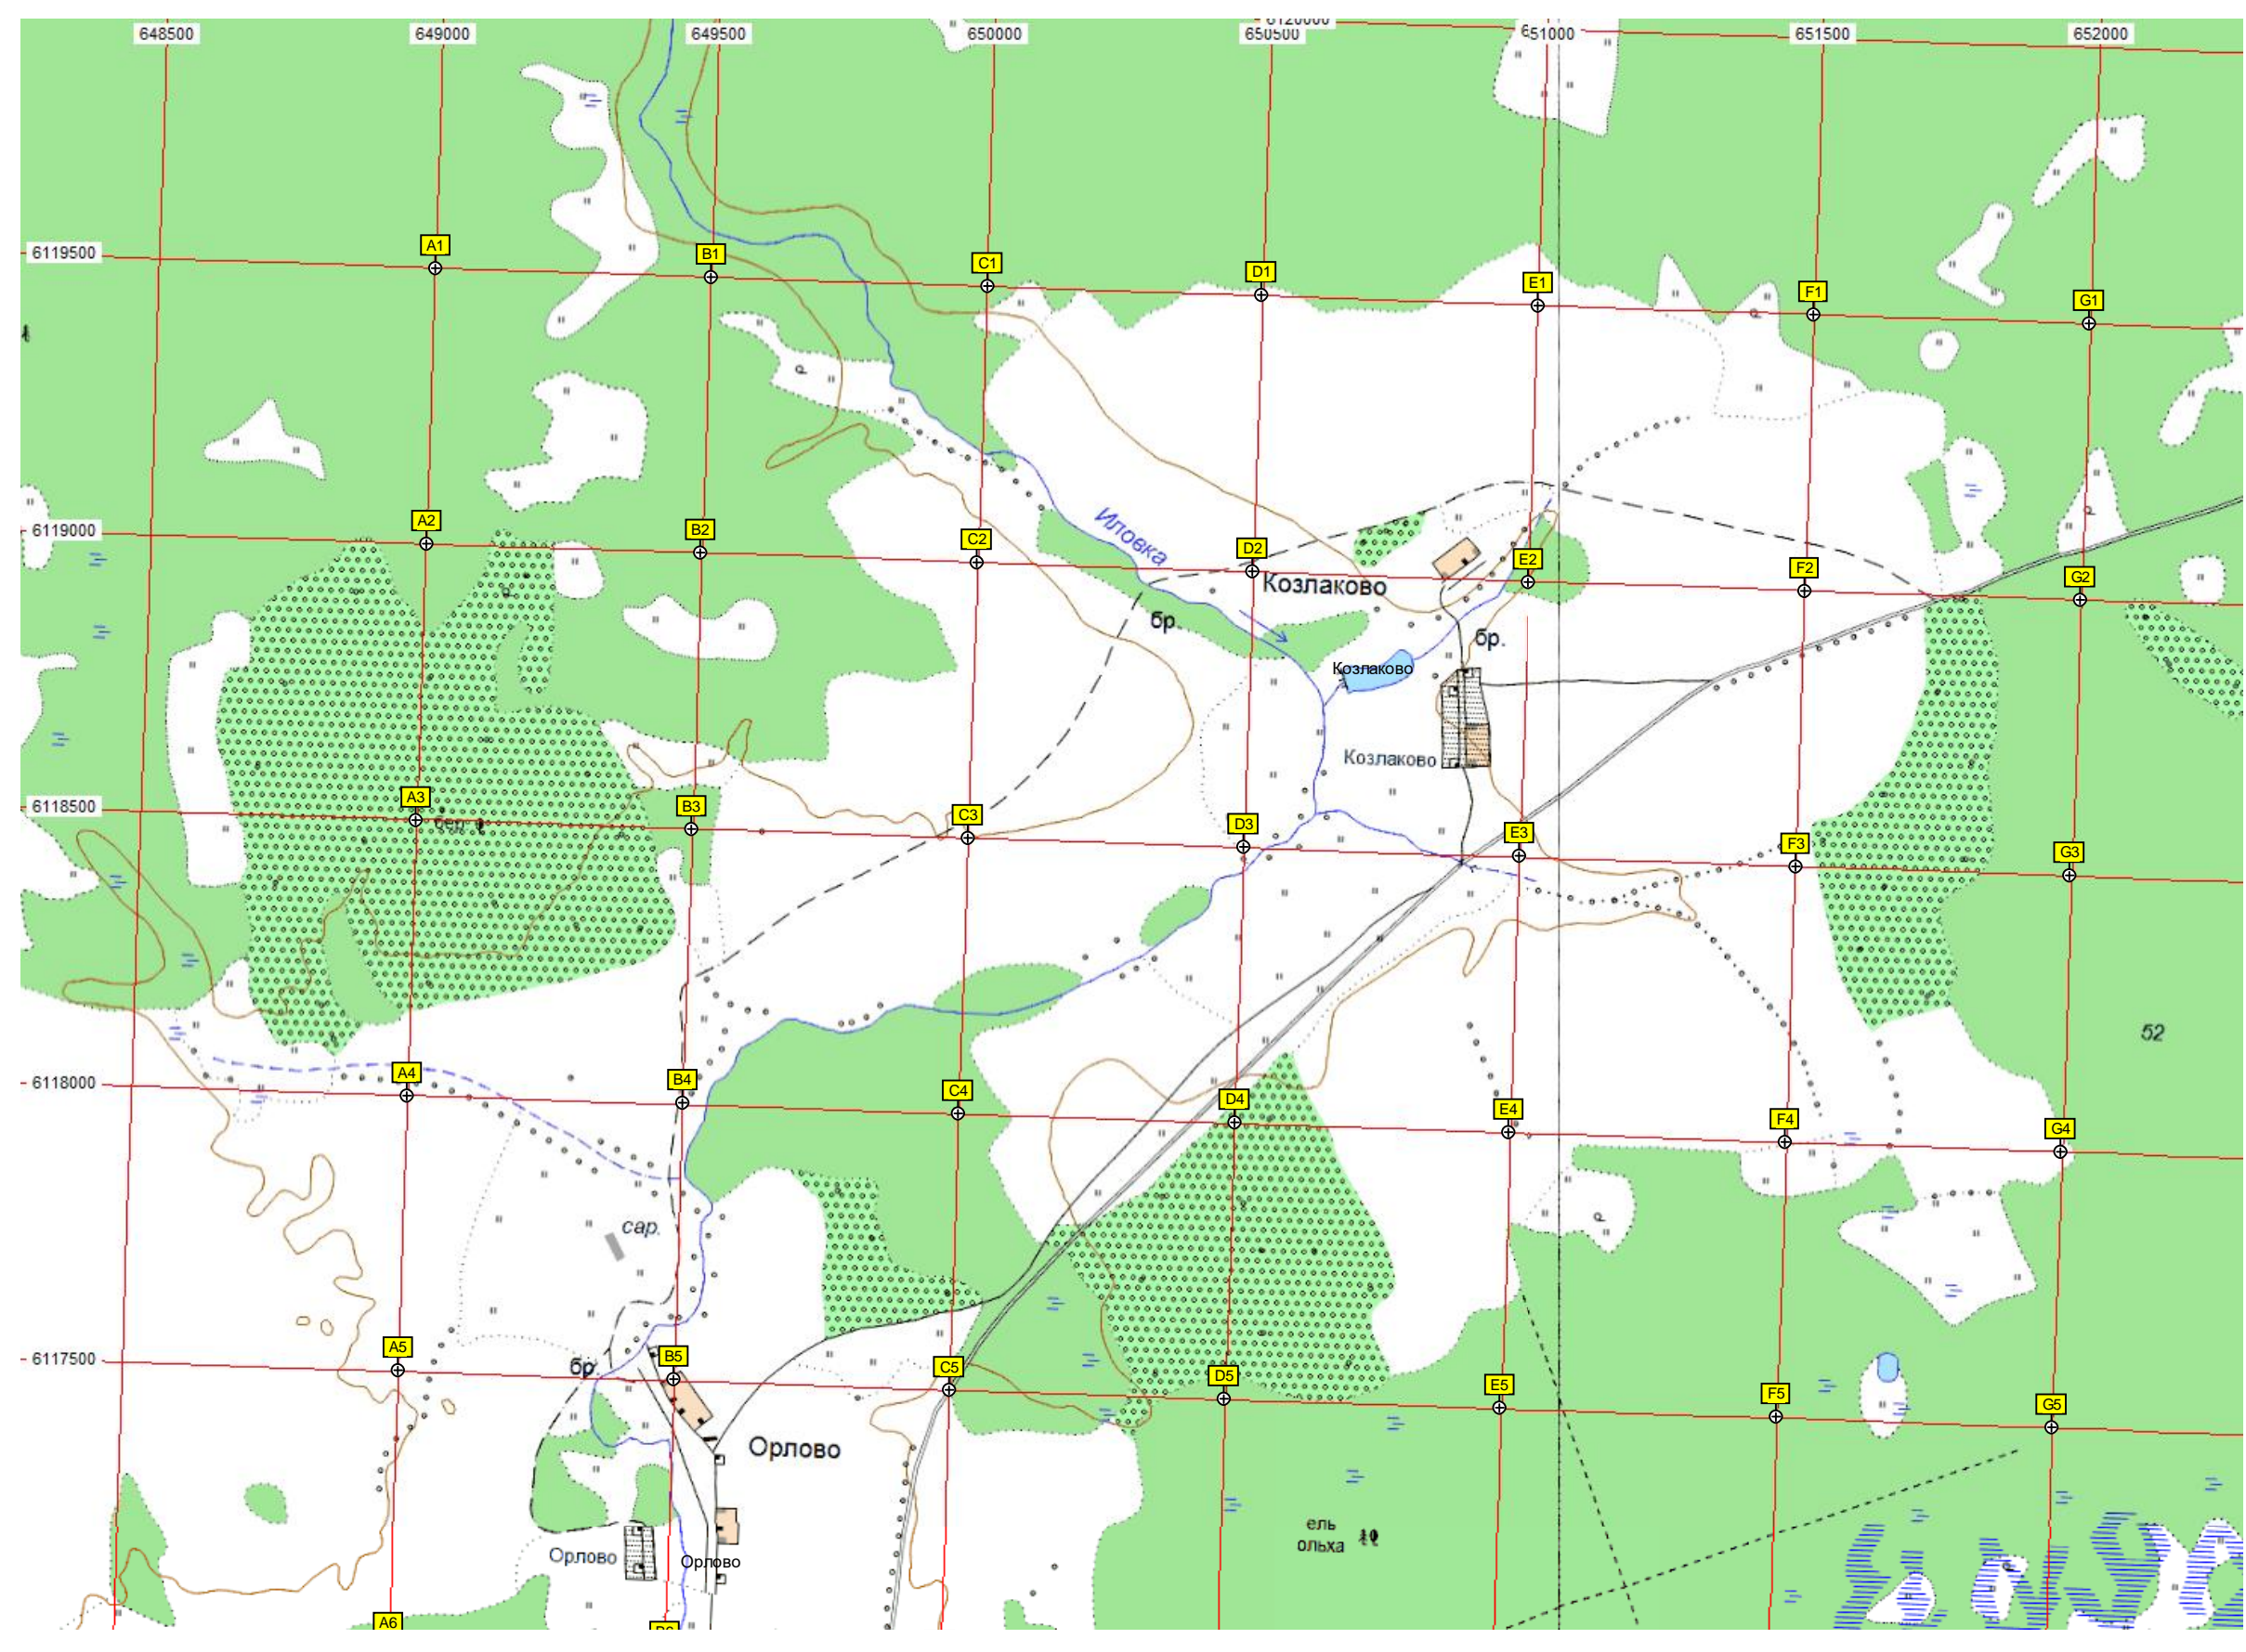 6120000
648500 649000 649500 650000 650500 651000 651500 652000
6119500
A1 B1 C1 D1 E1 F1 G1
6119000
A2 B2 C2 D2 E2 F2 G2
Иловка
Козлаково
бр.
бр.
Козлаково
Козлаково
6118500
A3 B3 C3 D3 E3 F3 G3
бер.
52
6118000
A4 B4 C4 D4 E4 F4 G4
сар.
6117500
A5 B5 C5 D5 E5 F5 G5
бр.
Орлово
ель
ольха
Орлово
Орлово
A6 B6